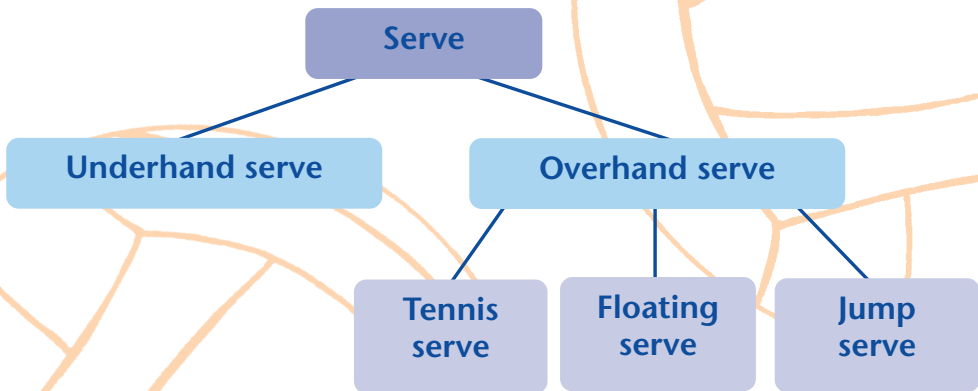 Serve
Underhand serve
Overhand serve
Tennis
serve
Floating
serve
Jump
serve